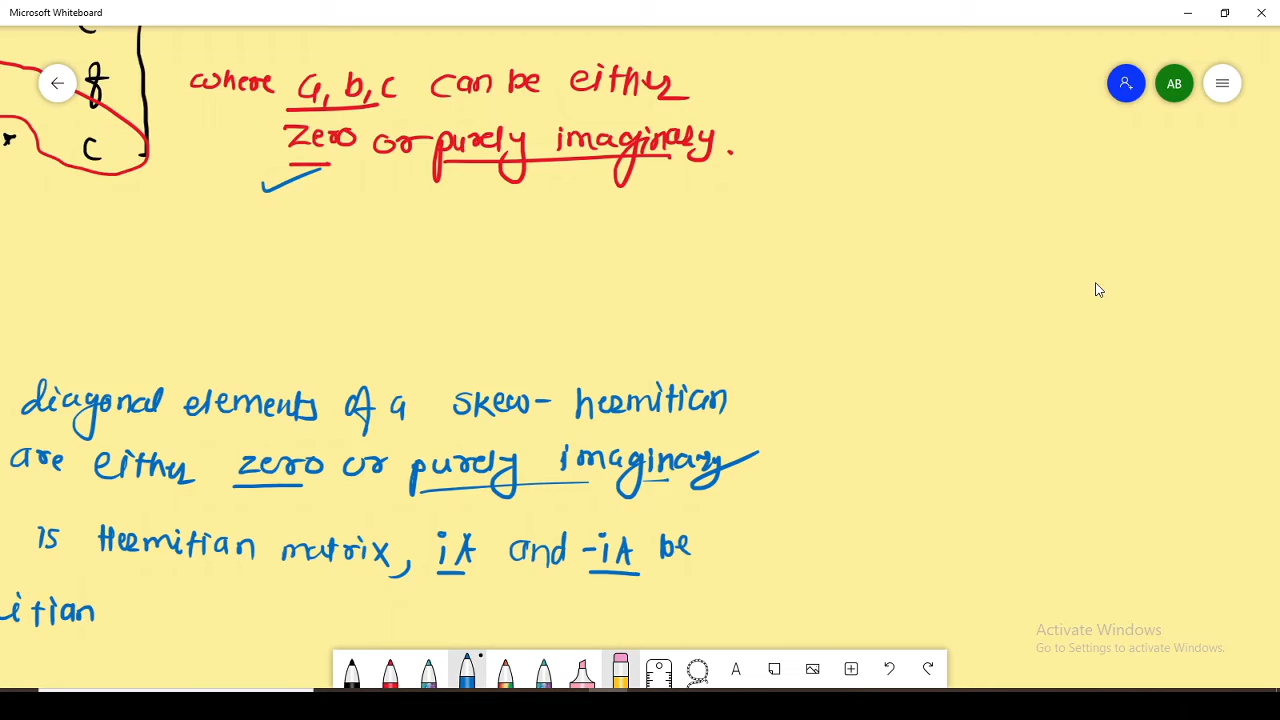 Microsoft Whiteboard
f
where a, b, c can be either
c
zero or purely imaginary.
AB
diagonal elements of a skew-hermitian
are either zero or purely imaginary
is Hermitian matrix, iA and -iA be
itian
Activate Windows
Go to Settings to activate Windows.
A